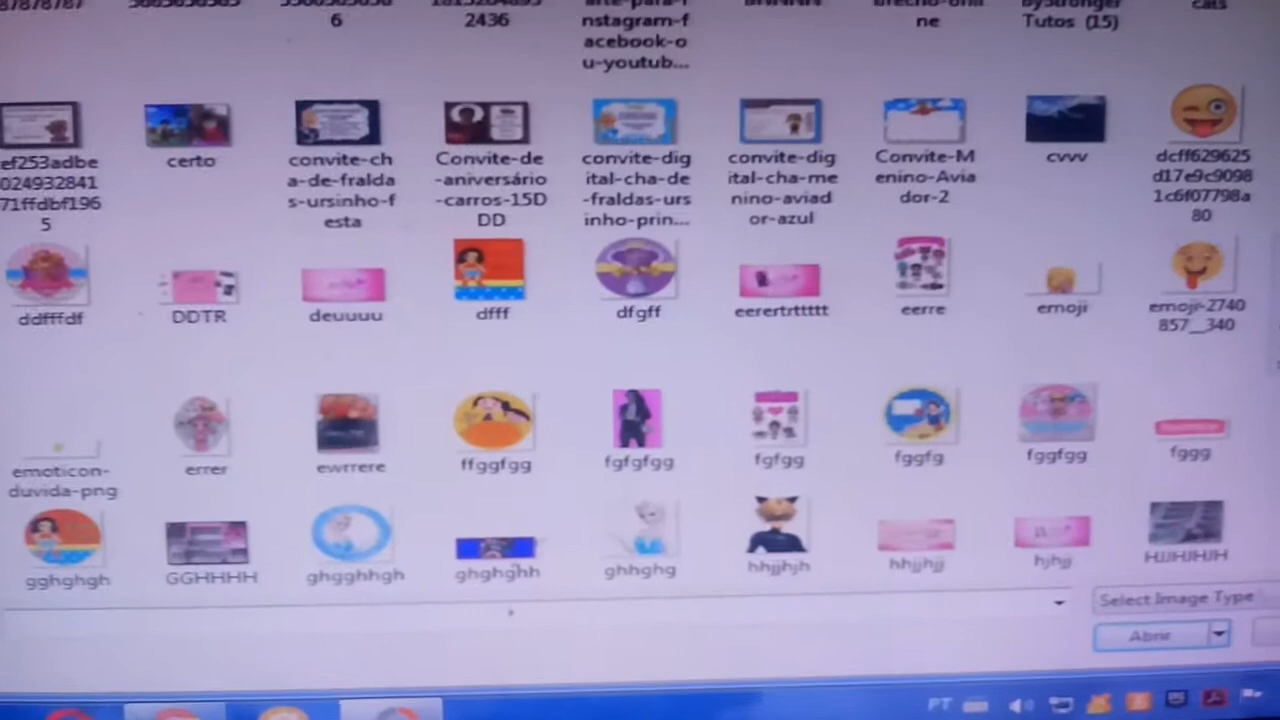 6
2436
nstagram-f
ne
Tutos (15)
cats
acebook-o
u-youtub...
ef253adbe
024932841
71ffdbf196
5
certo
convite-ch
a-de-fralda
s-ursinho-f
esta
Convite-de
-aniversário
-carros-15D
DD
convite-dig
ital-cha-de
-fraldas-urs
inho-prin...
convite-dig
ital-cha-me
nino-aviad
or-azul
Convite-M
enino-Avia
dor-2
cvvv
dcff629625
d17e9c9098
1c6f07798a
80
ddfffdf
DDTR
deuuuu
dfff
dfgff
eerertrttttt
eerre
emoji
emoji-2740
857__340
emoticon-
duvida-png
errer
ewrrere
ffggfgg
fgfgfgg
fgfgg
fggfg
fggfgg
fggg
gghghgh
GGHHHH
ghgghhgh
ghghghh
ghhghg
hhjjhjh
hhjjhjj
hjhjj
HJJHJHJH
Select Image Type
Abrir
PT